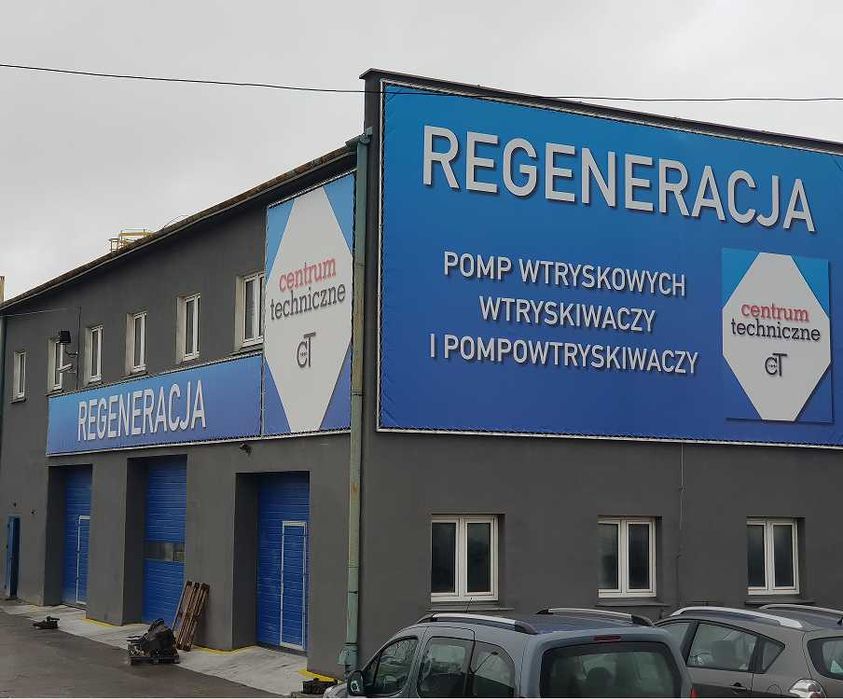 REGENERACJA
POMP WTRYSKOWYCH
WTRYSKIWACZY
I POMPOWTRYSKIWACZY
centrum
techniczne
CT
centrum
techniczne
CT
REGENERACJA